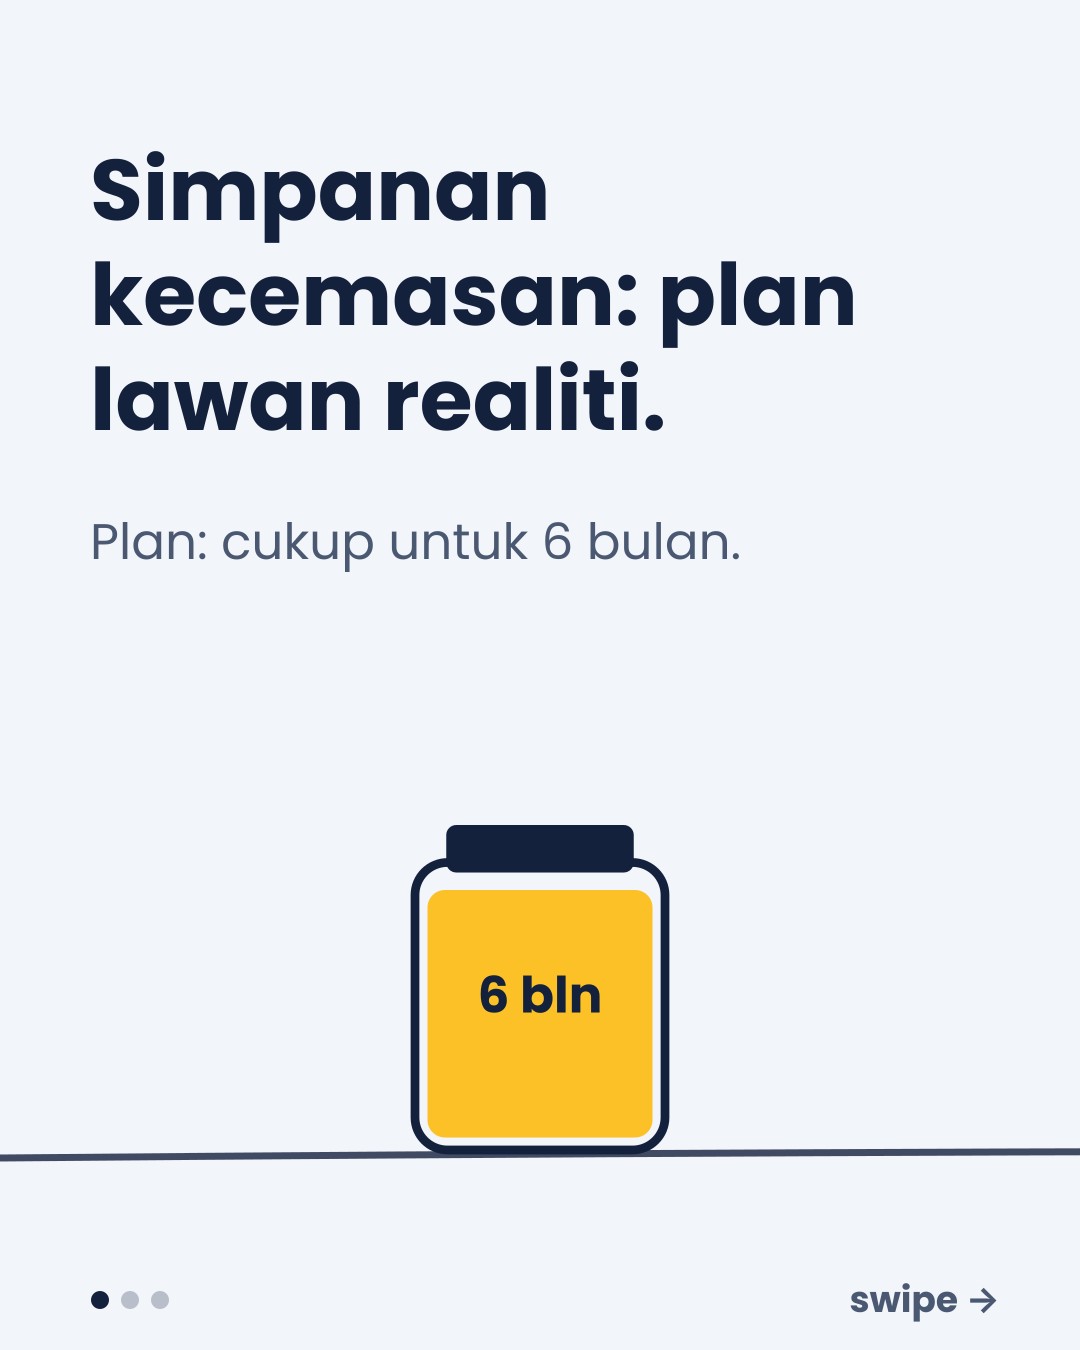 Simpanan
kecemasan: plan
lawan realiti.
Plan: cukup untuk 6 bulan.
6 bln
swipe →